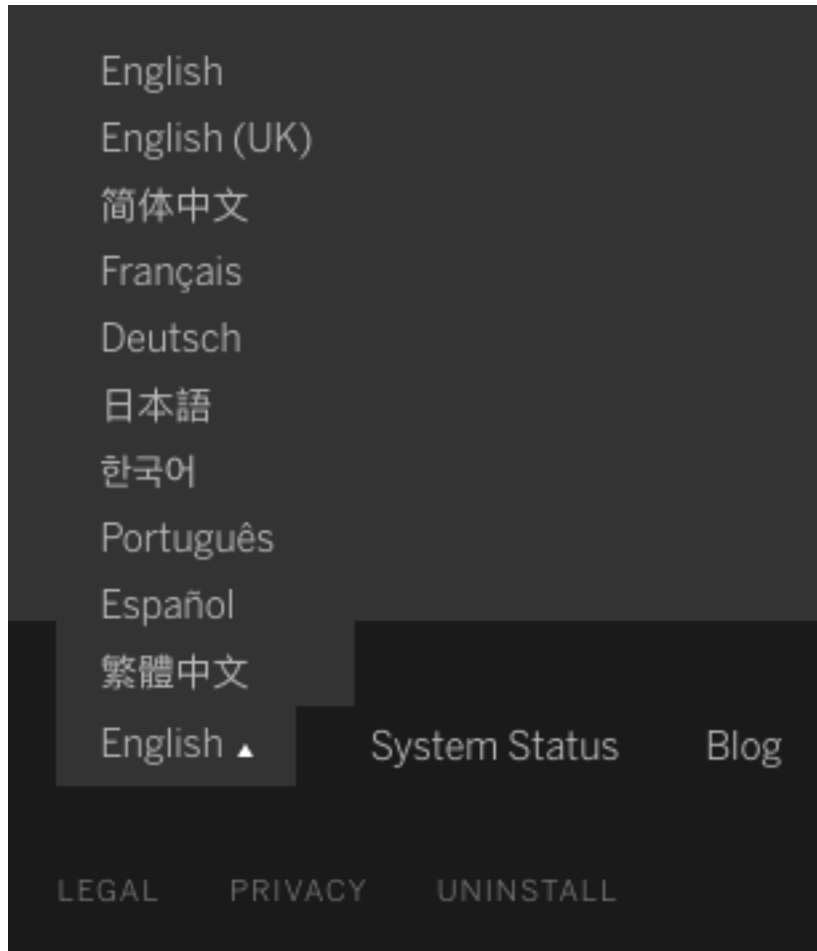 English
English (UK)
简体中文
Français
Deutsch
日本語
한국어
Português
Español
繁體中文
English ▲ System Status Blog
LEGAL PRIVACY UNINSTALL